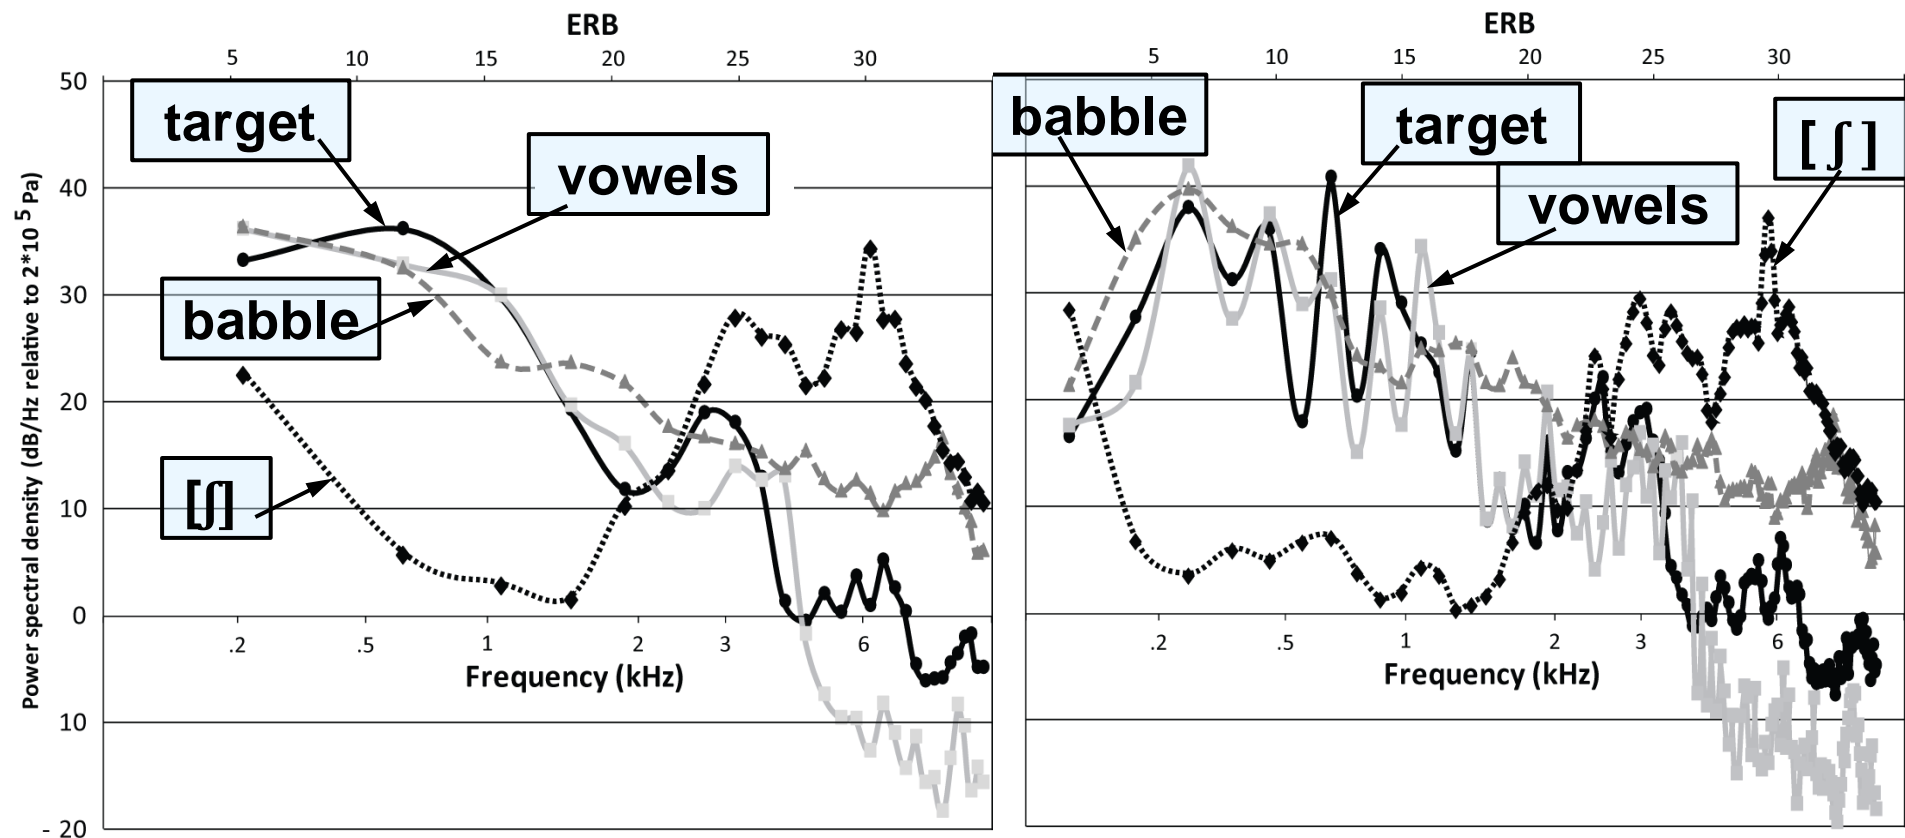 ERB
5 10 15 20 25 30
50
40
30
20
10
0
10
- 20
Power spectral density (dB/Hz relative to 2*10 5 Pa)
target
vowels
babble
[ʃ]
.2 .5 1 2 3 6
Frequency (kHz)
ERB
5 10 15 20 25 30
babble
target
[ ʃ ]
vowels
.2 .5 1 2 3 6
Frequency (kHz)